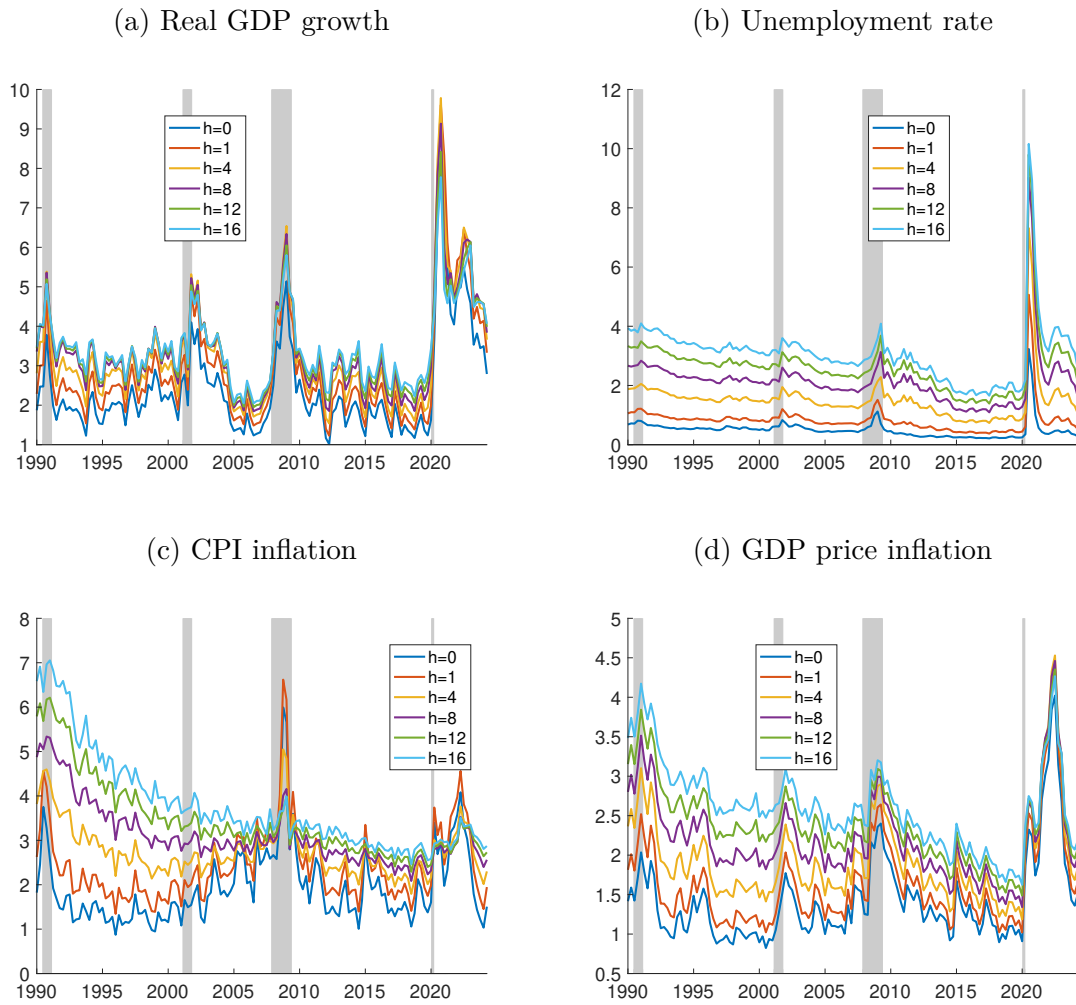 (a) Real GDP growth
10
9
8
7
6
5
4
3
2
1
1990 1995 2000 2005 2010 2015 2020
h=0
h=1
h=4
h=8
h=12
h=16
(b) Unemployment rate
12
10
8
6
4
2
0
1990 1995 2000 2005 2010 2015 2020
h=0
h=1
h=4
h=8
h=12
h=16
(c) CPI inflation
8
7
6
5
4
3
2
1
0
1990 1995 2000 2005 2010 2015 2020
h=0
h=1
h=4
h=8
h=12
h=16
(d) GDP price inflation
5
4.5
4
3.5
3
2.5
2
1.5
1
0.5
1990 1995 2000 2005 2010 2015 2020
h=0
h=1
h=4
h=8
h=12
h=16